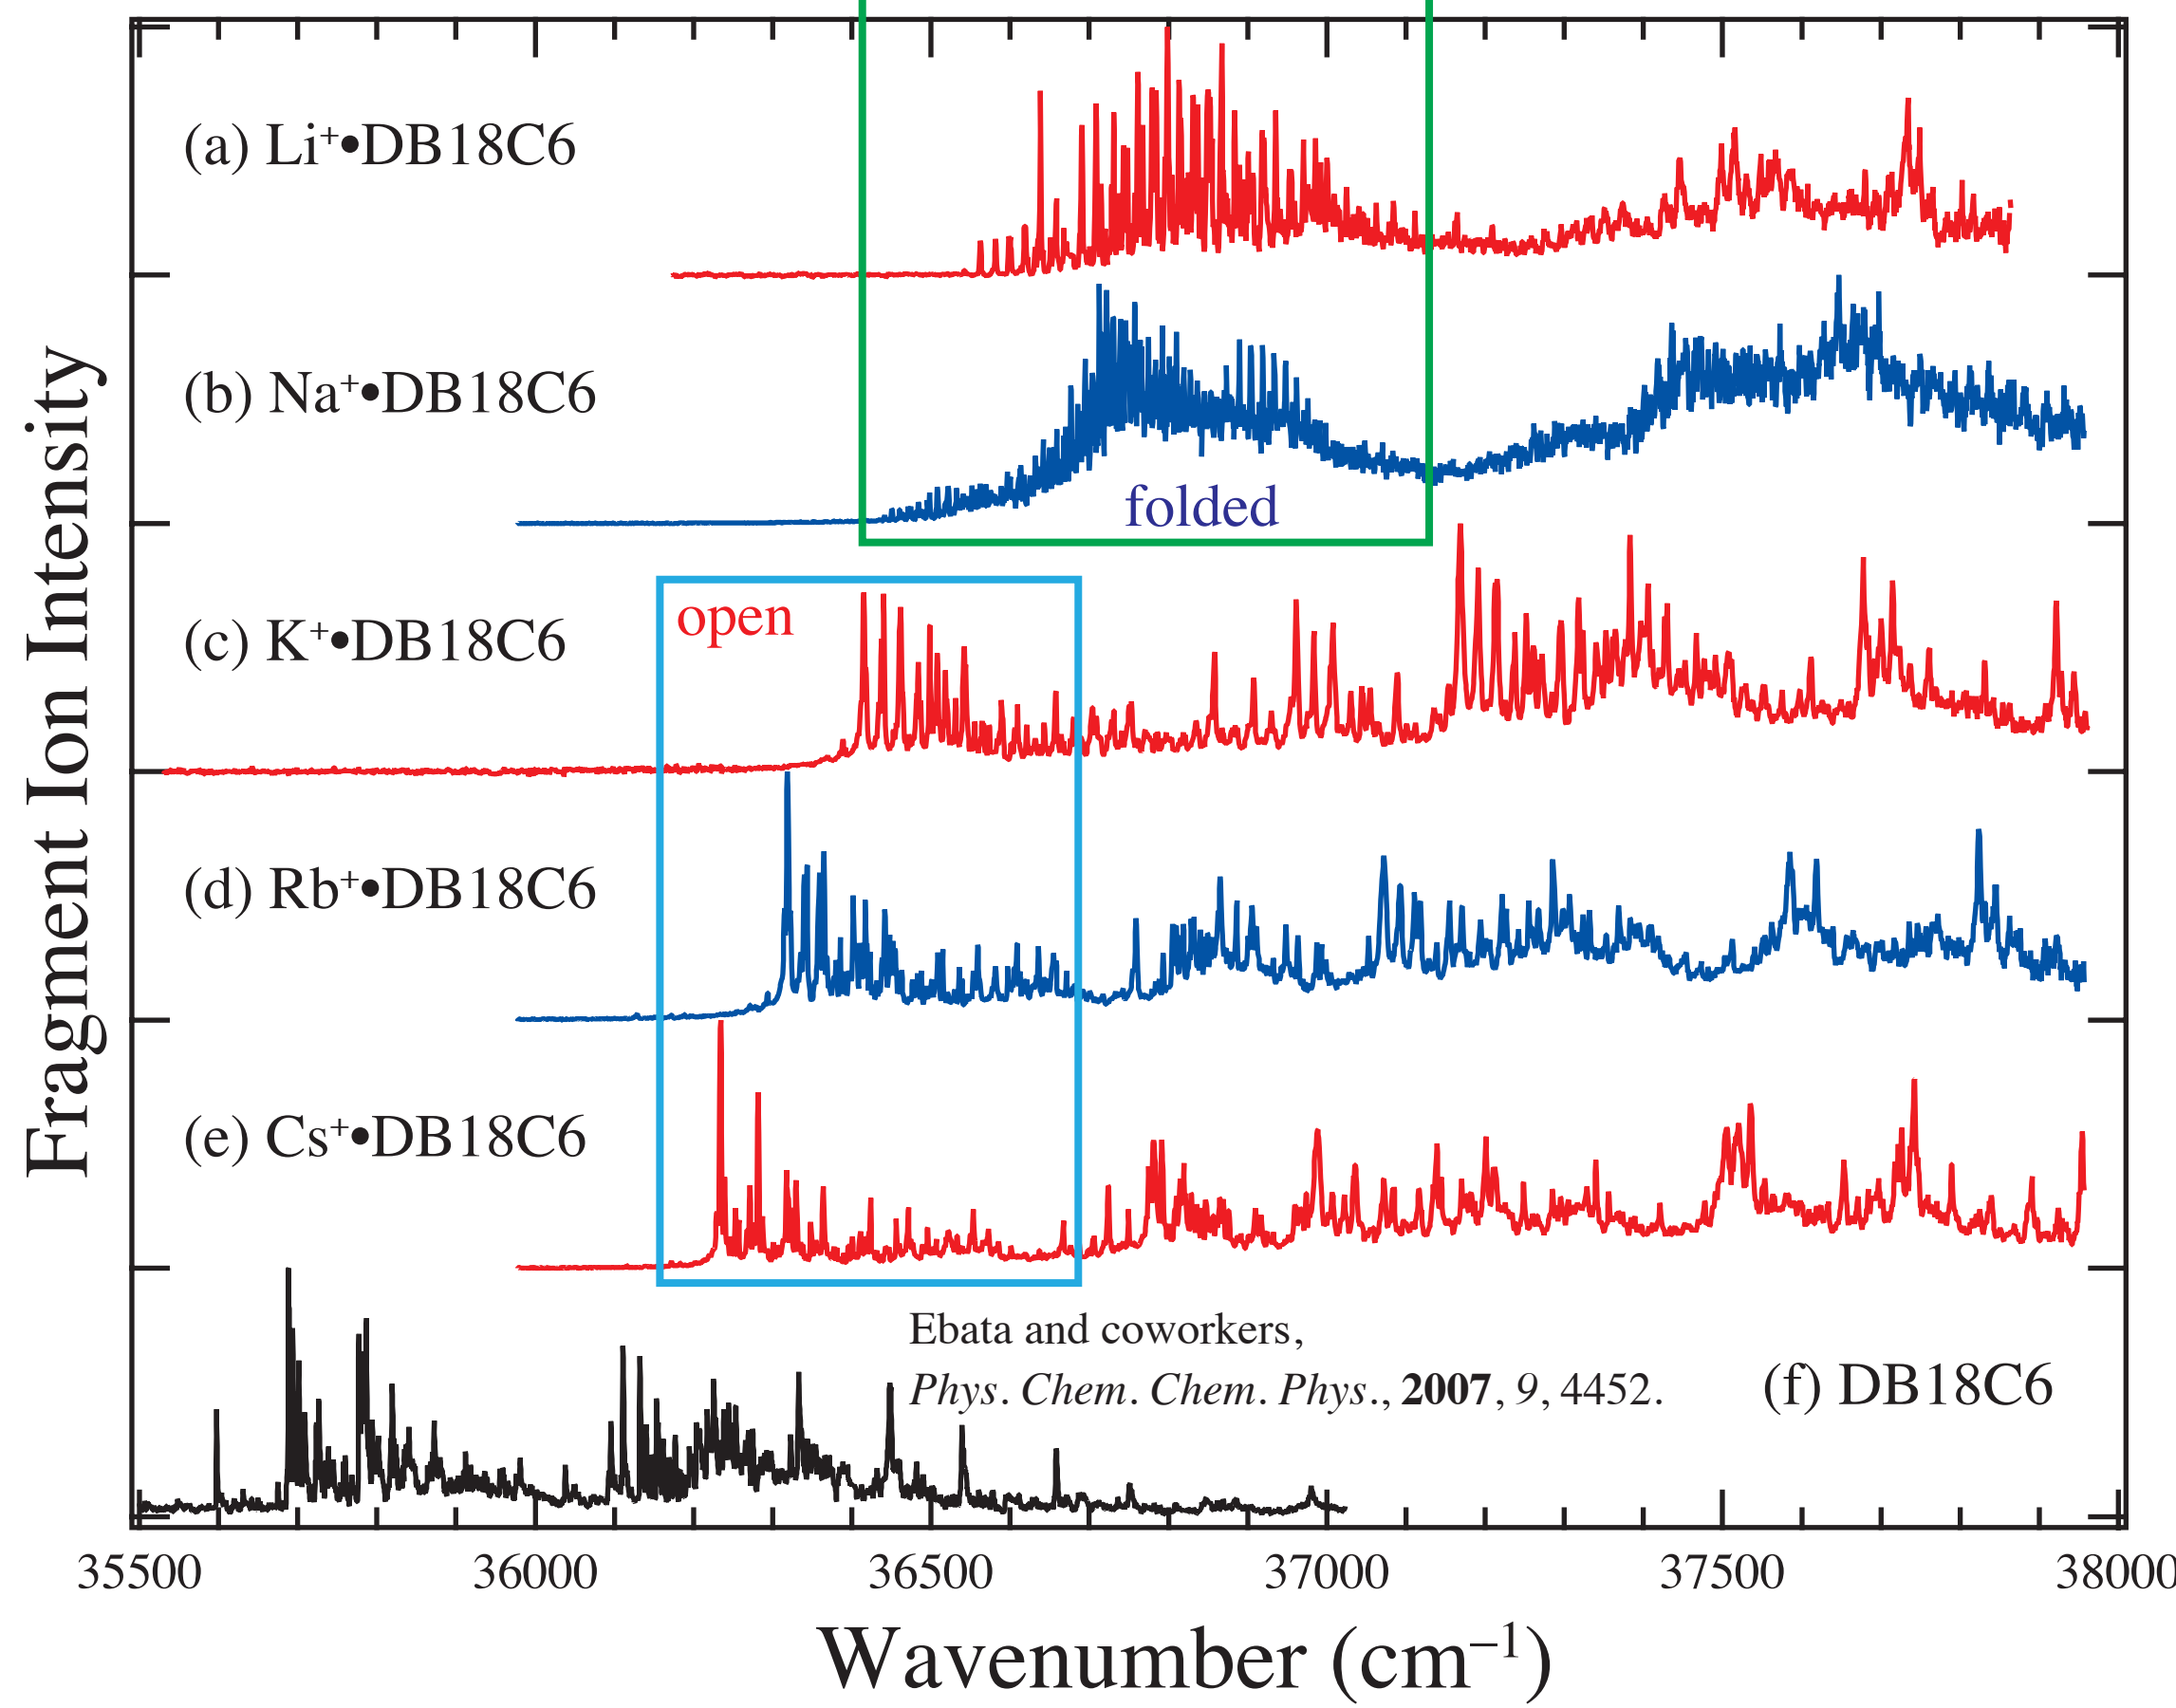 (a) Li⁺•DB18C6
(b) Na⁺•DB18C6
folded
open
(c) K⁺•DB18C6
(d) Rb⁺•DB18C6
(e) Cs⁺•DB18C6
Ebata and coworkers,
Phys. Chem. Chem. Phys., 2007, 9, 4452.
(f) DB18C6
Fragment Ion Intensity
35500 36000 36500 37000 37500 38000
Wavenumber (cm⁻¹)